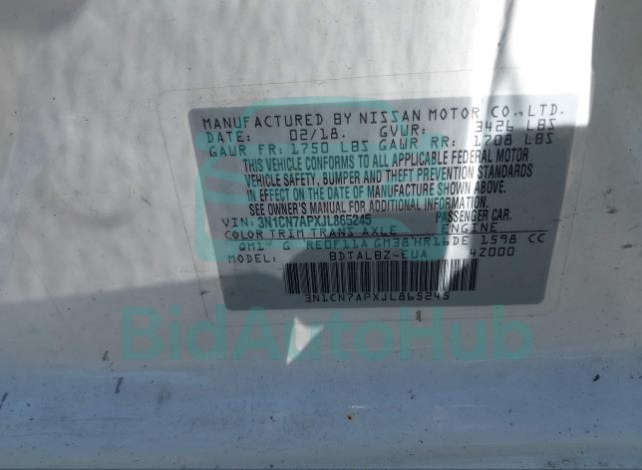 MANUFACTURED BY NISSAN MOTOR CO., LTD.
DATE: 02/18. GVWR: 3426 LBS
GAWR FR: 1750 LBS GAWR RR: 1708 LBS
THIS VEHICLE CONFORMS TO ALL APPLICABLE FEDERAL MOTOR
VEHICLE SAFETY, BUMPER AND THEFT PREVENTION STANDARDS
IN EFFECT ON THE DATE OF MANUFACTURE SHOWN ABOVE.
SEE OWNER'S MANUAL FOR ADDITIONAL INFORMATION.
VIN: 3N1CN7APXJL865245 PASSENGER CAR.
COLOR TRIM TRANS AXLE ENGINE
QM1 G RE0F11A GM38 HR16DE 1598 CC
MODEL: BDTALBZ-EUA 42000
3N1CN7APXJL865245
BidAutoHub